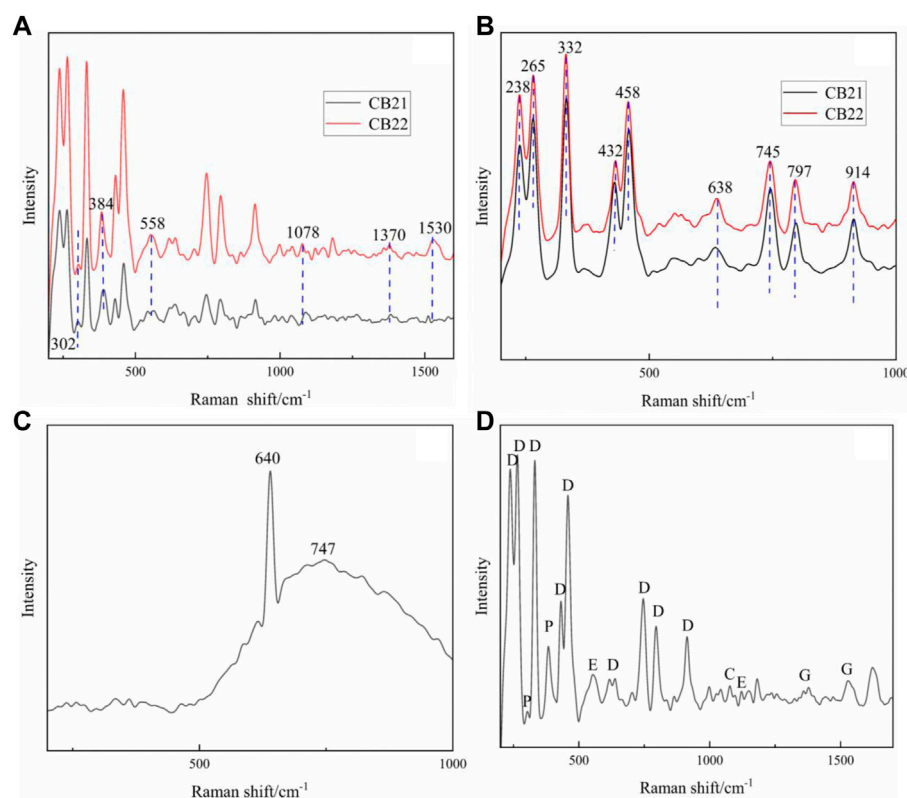 A
384
558
1078
1370
1530
302
CB21
CB22
Intensity
500
1000
1500
Raman shift/cm-1
B
238
265
332
432
458
638
745
797
914
CB21
CB22
Intensity
500
1000
Raman shift/cm-1
C
640
747
Intensity
500
1000
Raman shift/cm-1
D
D D D
P
P
D
D
E
D
D
D
D
C
E
G
G
Intensity
500
1000
1500
Raman shift/cm-1